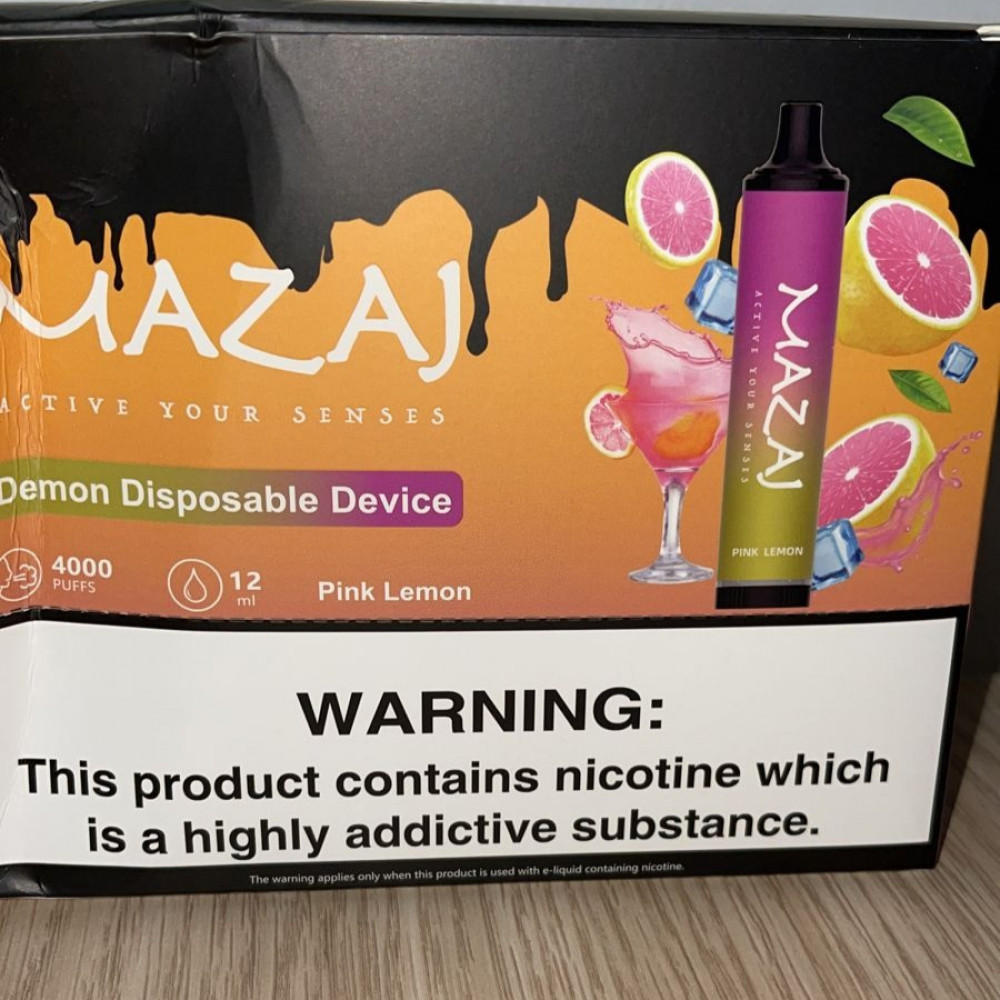 MAZAJ
ACTIVE YOUR SENSES
Demon Disposable Device
4000
PUFFS
12
ml
Pink Lemon
MAZAJ
ACTIVE YOUR SENSES
PINK LEMON
WARNING:
This product contains nicotine which
is a highly addictive substance.
The warning applies only when this product is used with e-liquid containing nicotine.